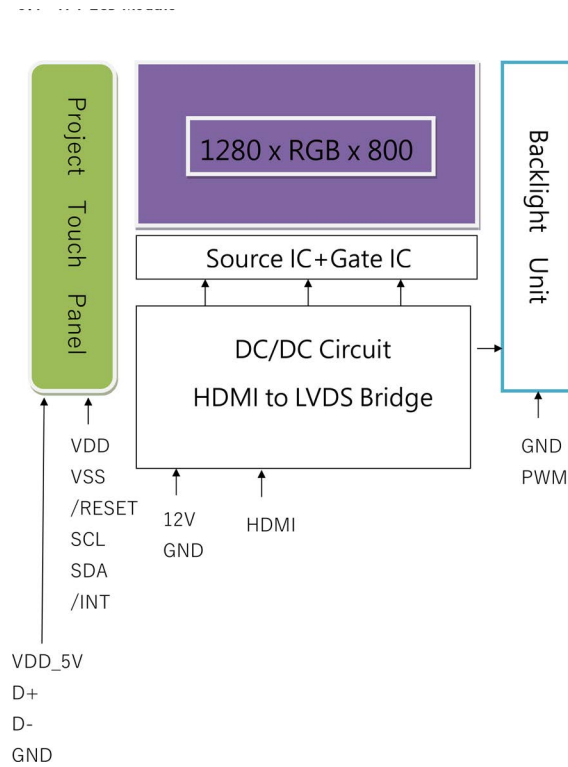 Project Touch Panel
1280 x RGB x 800
Backlight Unit
Source IC+Gate IC
DC/DC Circuit
HDMI to LVDS Bridge
VDD
VSS
/RESET
SCL
SDA
/INT
12V
GND
HDMI
GND
PWM
VDD_5V
D+
D-
GND